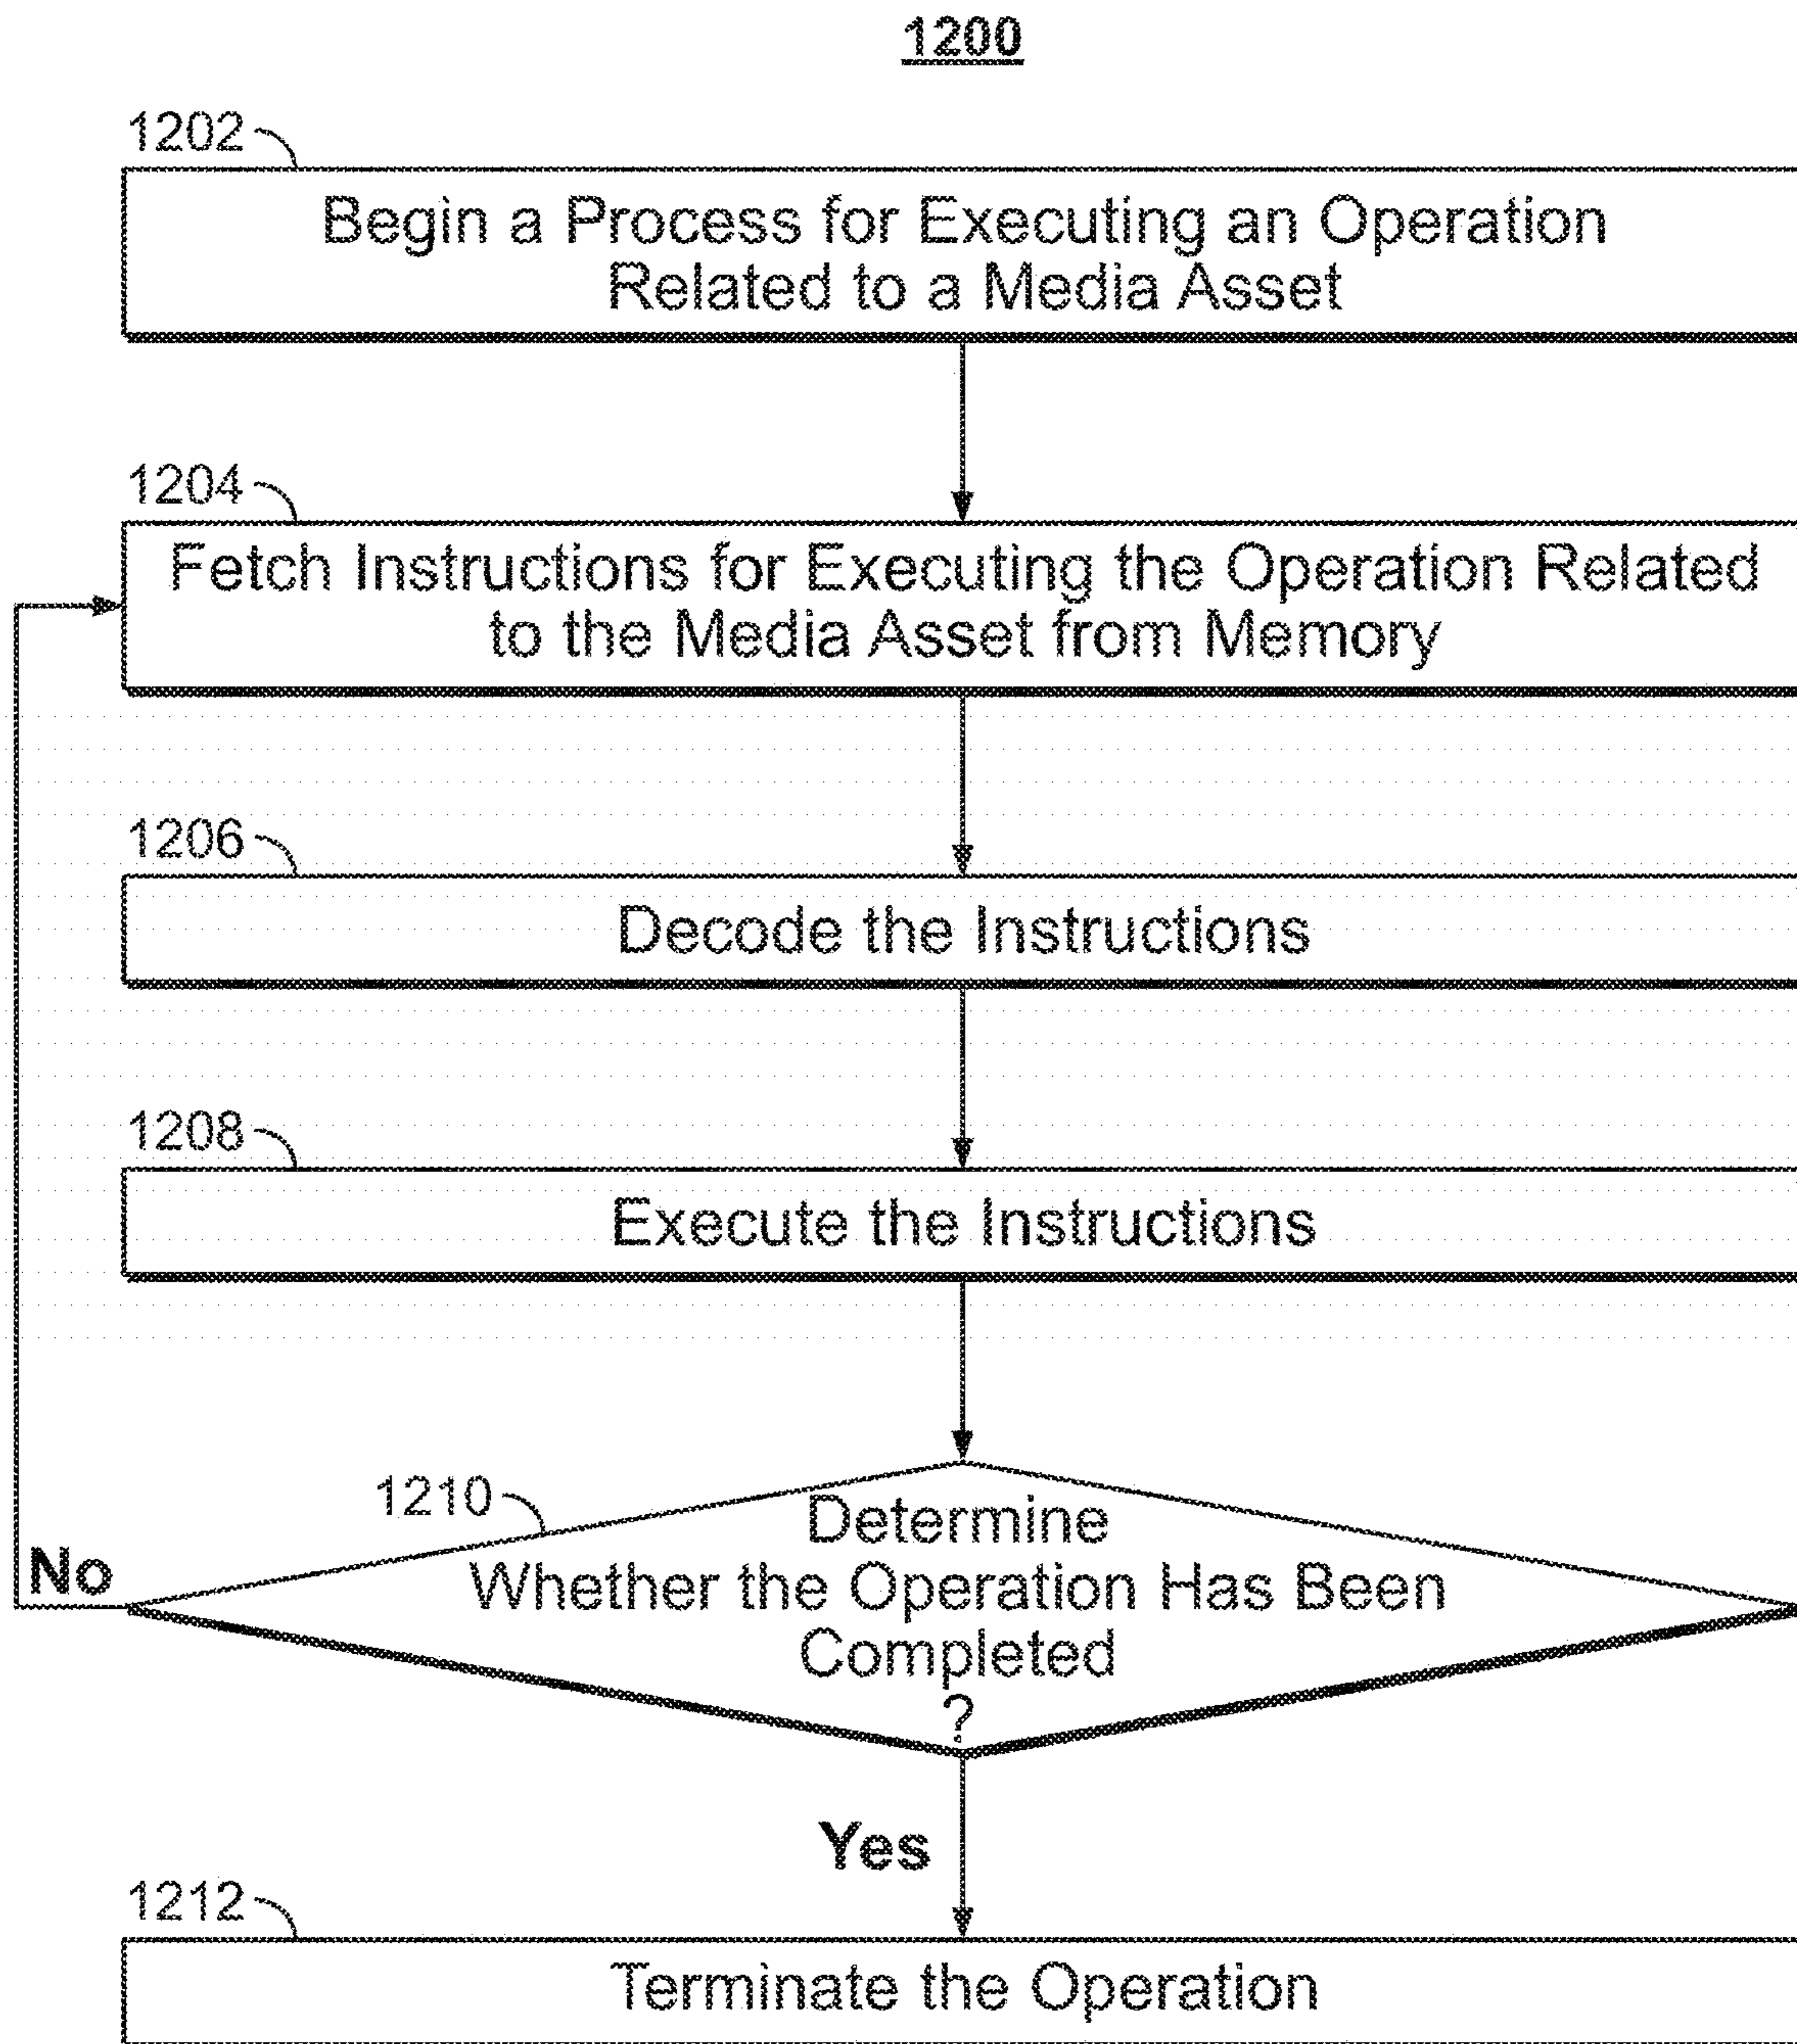 1200
1202
Begin a Process for Executing an Operation
Related to a Media Asset
1204
Fetch Instructions for Executing the Operation Related
to the Media Asset from Memory
1206
Decode the Instructions
1208
Execute the Instructions
1210
Determine
Whether the Operation Has Been
Completed
?
No
Yes
1212
Terminate the Operation